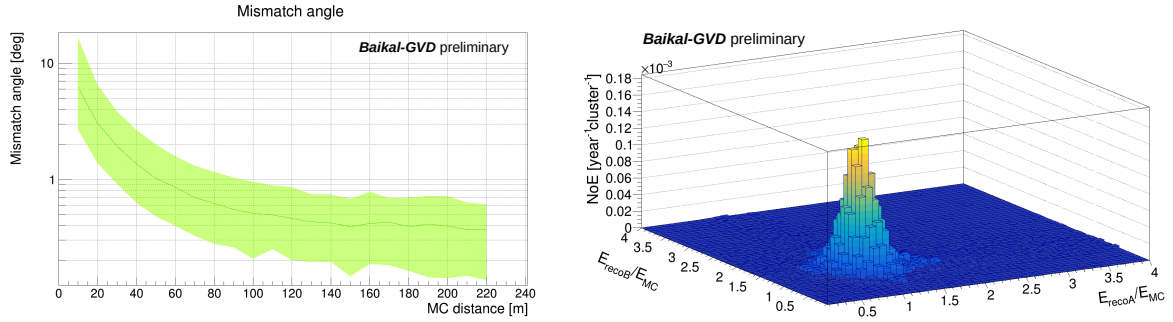 Mismatch angle
Baikal-GVD preliminary
Mismatch angle [deg]
10
1
0 20 40 60 80 100 120 140 160 180 200 220 240
MC distance [m]
Baikal-GVD preliminary
×10⁻³
NoE [year⁻¹cluster⁻¹]
0.18
0.16
0.14
0.12
0.1
0.08
0.06
0.04
0.02
0
4
3.5
3
2.5
2
1.5
1
0.5
E_recoB/E_MC
0.5 1 1.5 2 2.5 3 3.5 4
E_recoA/E_MC